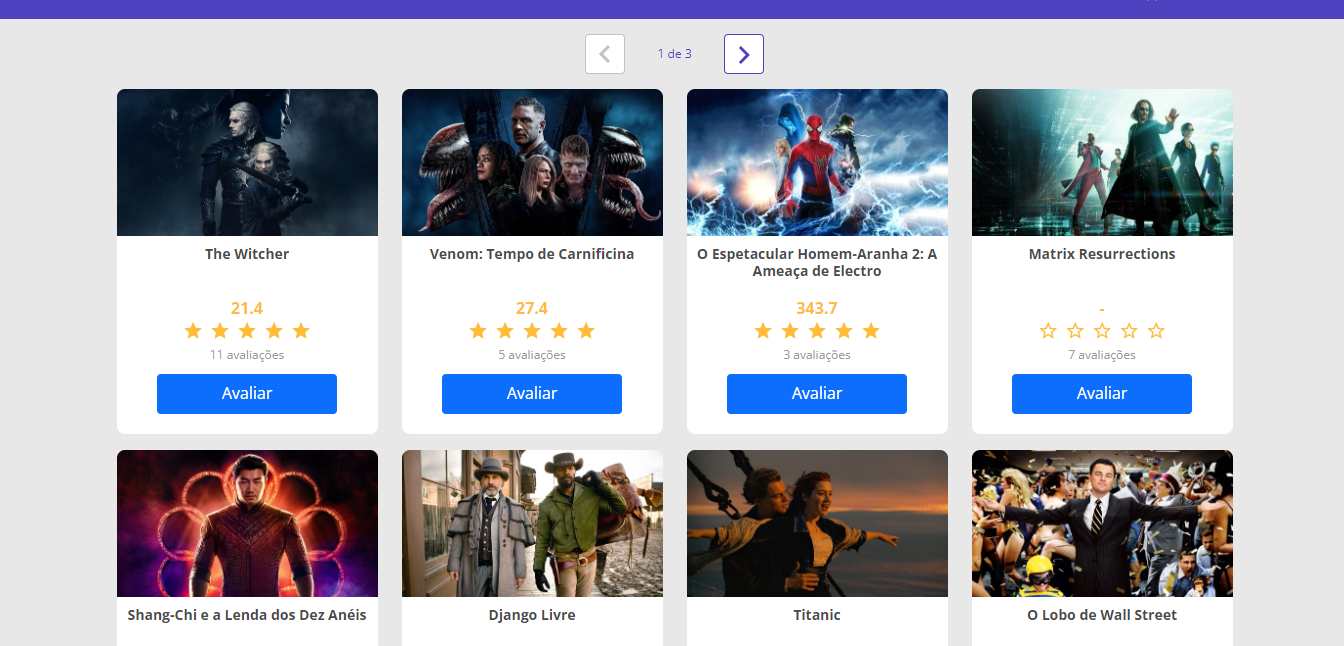 1 de 3
The Witcher
21.4
11 avaliações
Avaliar
Venom: Tempo de Carnificina
27.4
5 avaliações
Avaliar
O Espetacular Homem-Aranha 2: A
Ameaça de Electro
343.7
3 avaliações
Avaliar
Matrix Resurrections
-
7 avaliações
Avaliar
Shang-Chi e a Lenda dos Dez Anéis
Django Livre
Titanic
O Lobo de Wall Street